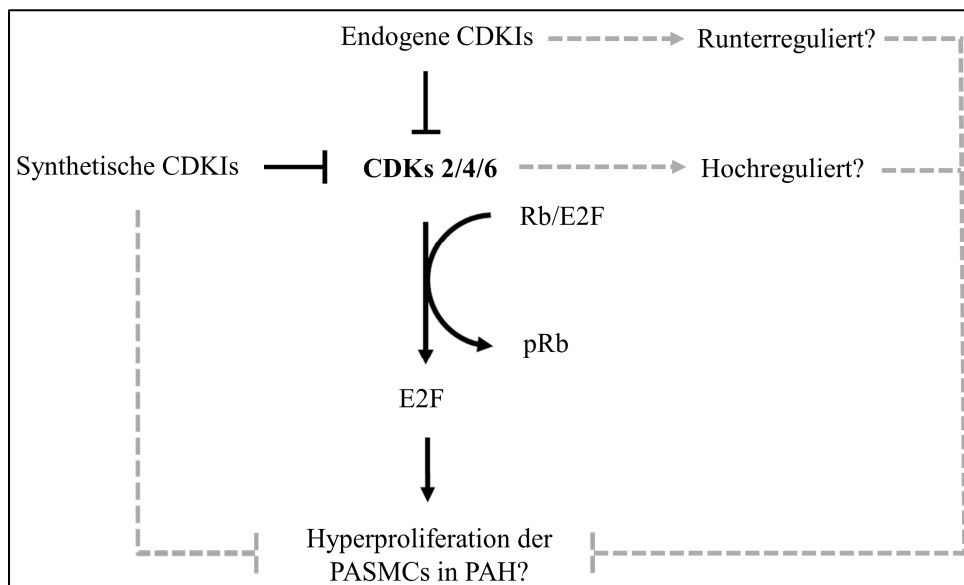 Endogene CDKIs
Runterreguliert?
Synthetische CDKIs
CDKs 2/4/6
Hochreguliert?
Rb/E2F
pRb
E2F
Hyperproliferation der
PASMCs in PAH?